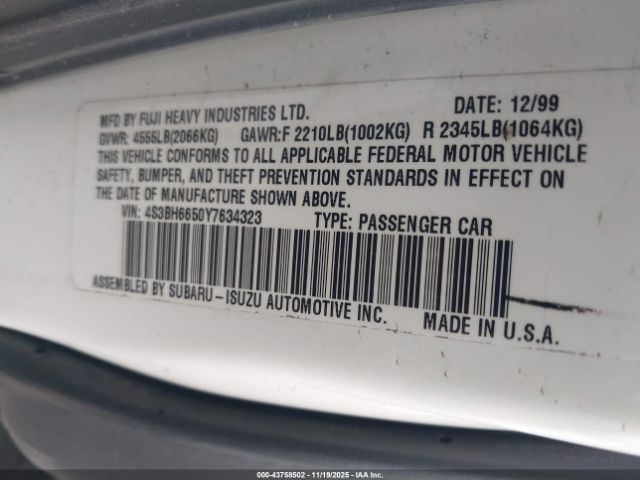 MFD BY FUJI HEAVY INDUSTRIES LTD. DATE 12/99
GVWR: 4555LB(2066KG) GAWR:F 2210LB(1002KG) R 2345LB(1064KG)
THIS VEHICLE CONFORMS TO ALL APPLICABLE FEDERAL MOTOR VEHICLE
SAFETY, BUMPER, AND THEFT PREVENTION STANDARDS IN EFFECT ON
THE DATE OF MANUFACTURE SHOWN ABOVE.
VIN: 4S3BH6650Y7634323 TYPE: PASSENGER CAR
ASSEMBLED BY SUBARU-ISUZU AUTOMOTIVE INC. MADE IN U.S.A.
000-43758502 - 11/19/2025 - IAAI.COM